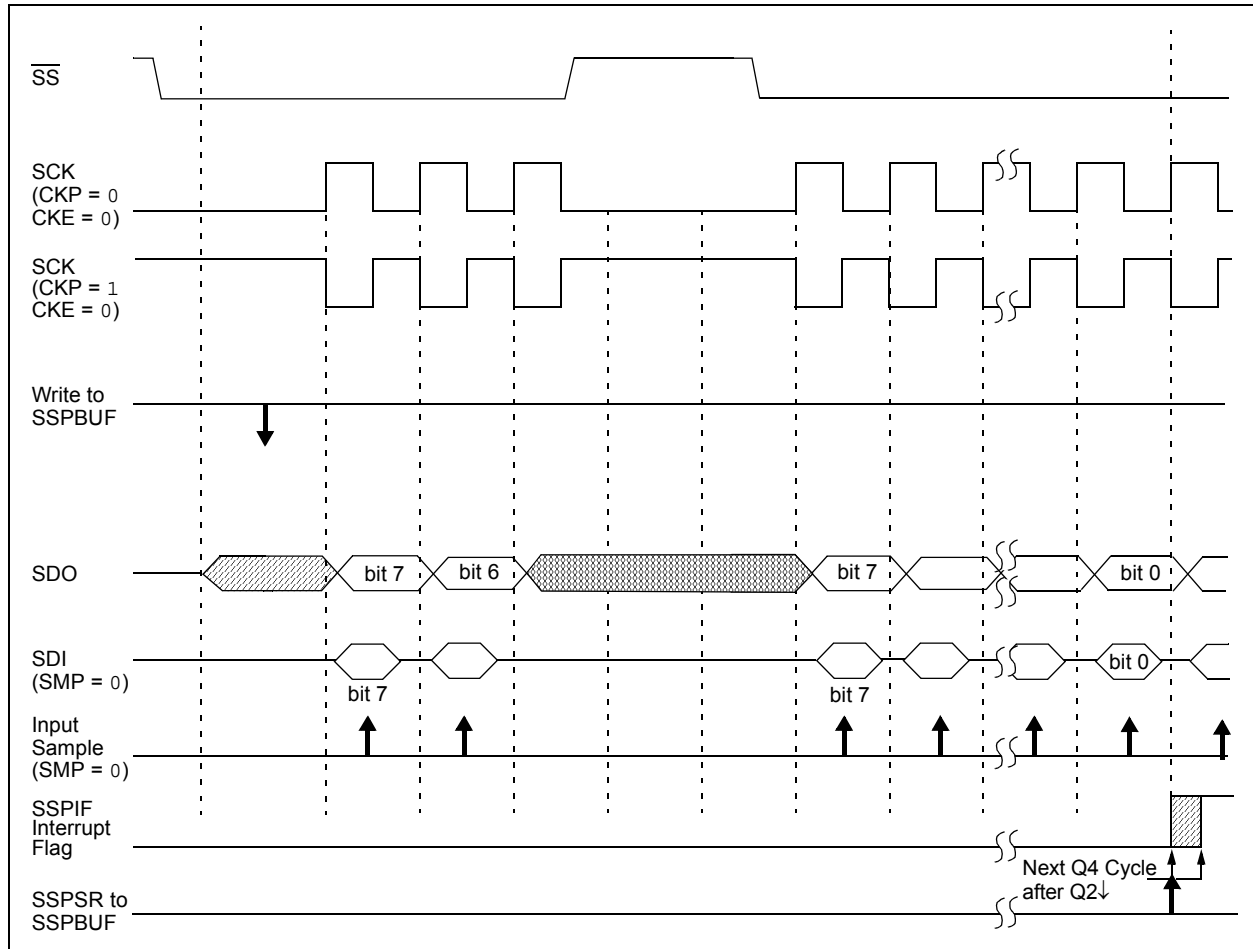 SS
SCK
(CKP = 0
CKE = 0)
SCK
(CKP = 1
CKE = 0)
Write to
SSPBUF
SDO
bit 7
bit 6
bit 7
bit 0
SDI
(SMP = 0)
bit 7
bit 7
bit 0
Input
Sample
(SMP = 0)
SSPIF
Interrupt
Flag
Next Q4 Cycle
after Q2↓
SSPSR to
SSPBUF